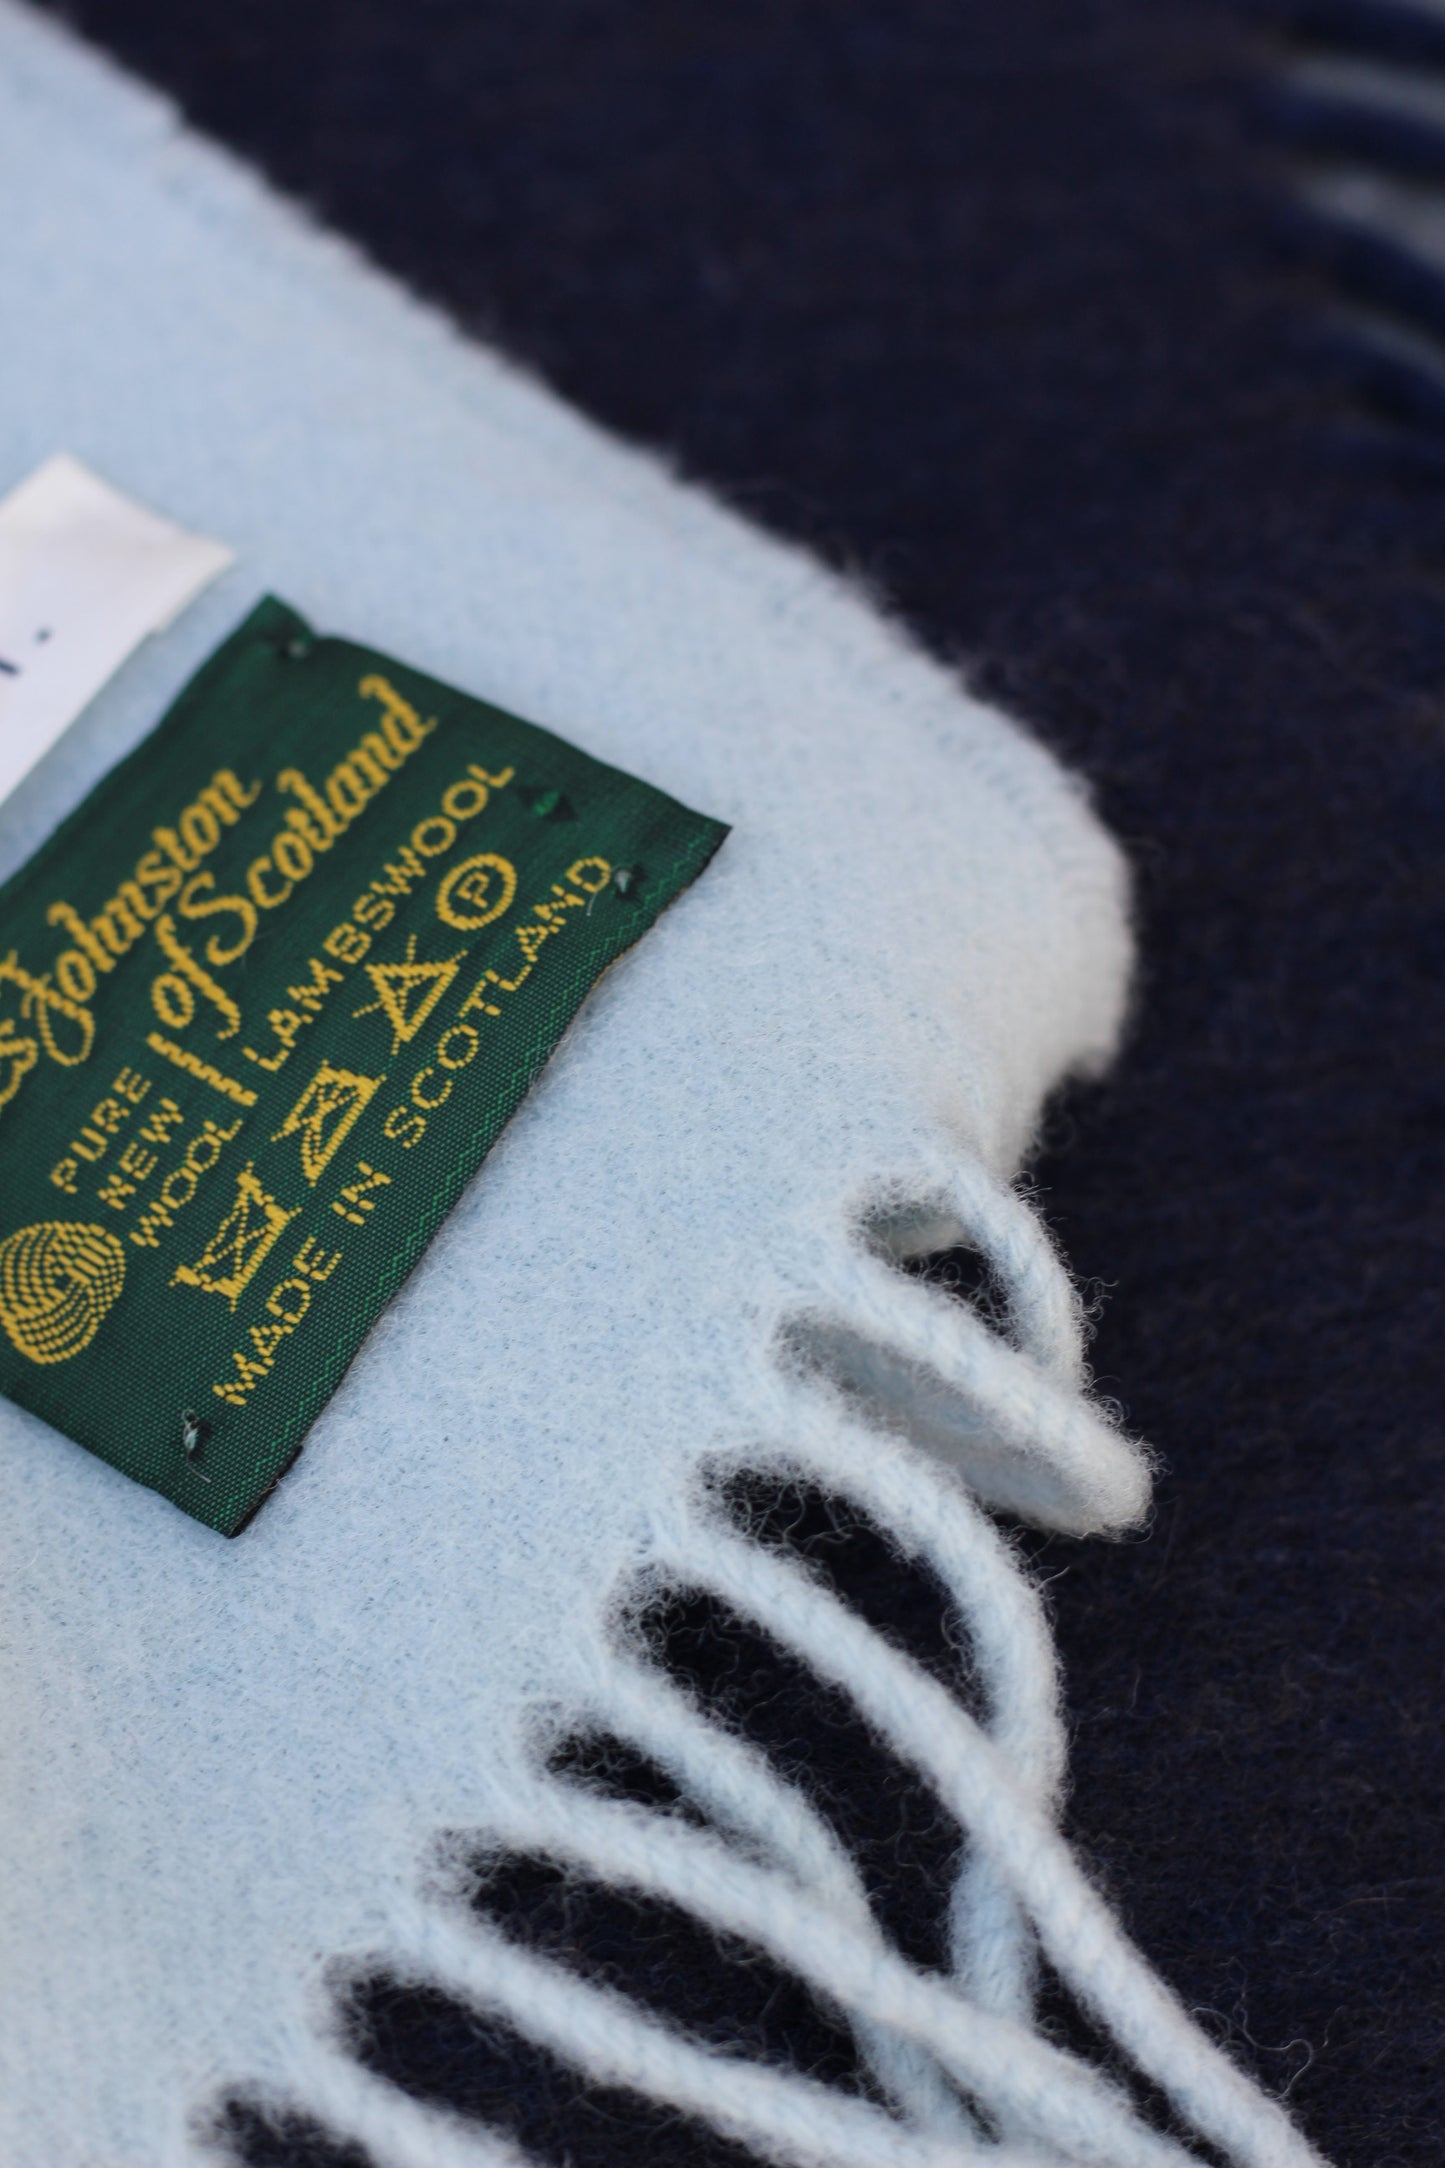 Johnston
of Scotland
PURE
NEW
WOOL
LAMBSWOOL
P
MADE IN SCOTLAND